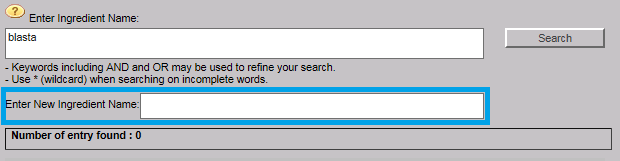 ? Enter Ingredient Name:
blasta
Search
- Keywords including AND and OR may be used to refine your search.
- Use * (wildcard) when searching on incomplete words.
Enter New Ingredient Name:
Number of entry found : 0